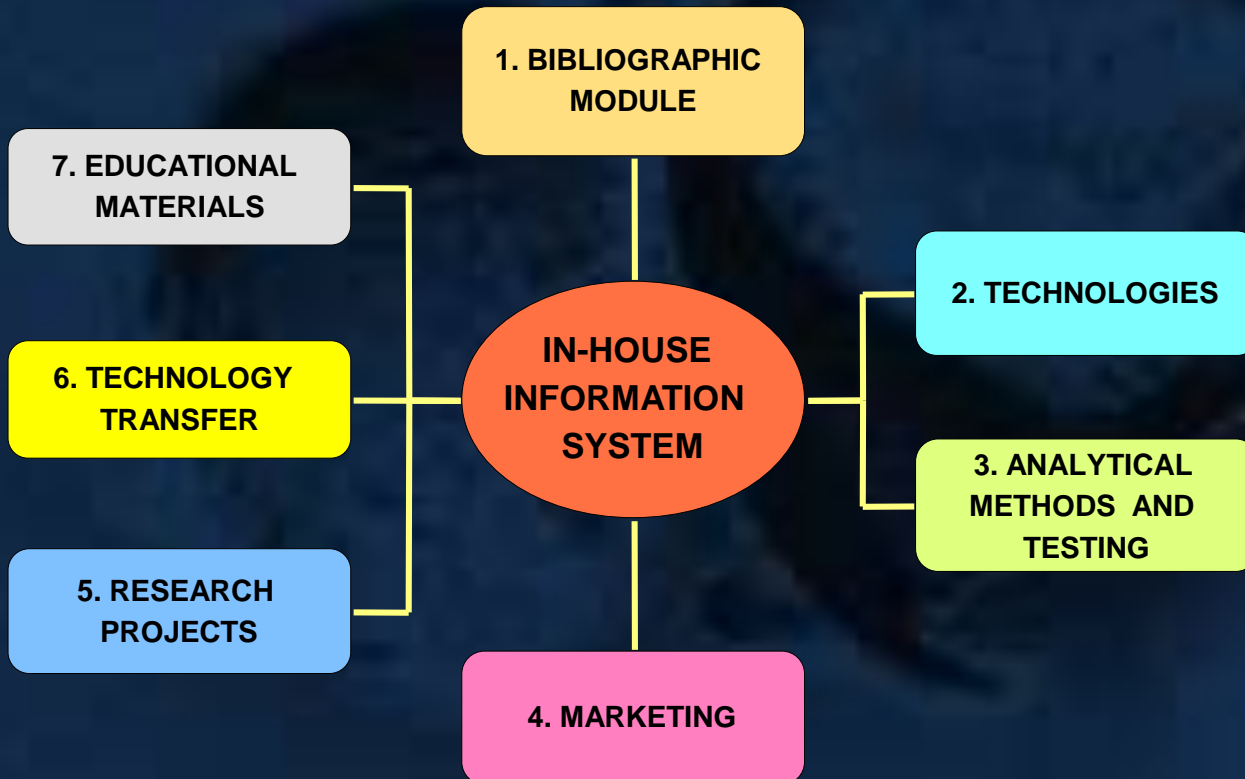 1. BIBLIOGRAPHIC
MODULE
7. EDUCATIONAL
MATERIALS
2. TECHNOLOGIES
IN-HOUSE
INFORMATION
SYSTEM
6. TECHNOLOGY
TRANSFER
3. ANALYTICAL
METHODS AND
TESTING
5. RESEARCH
PROJECTS
4. MARKETING